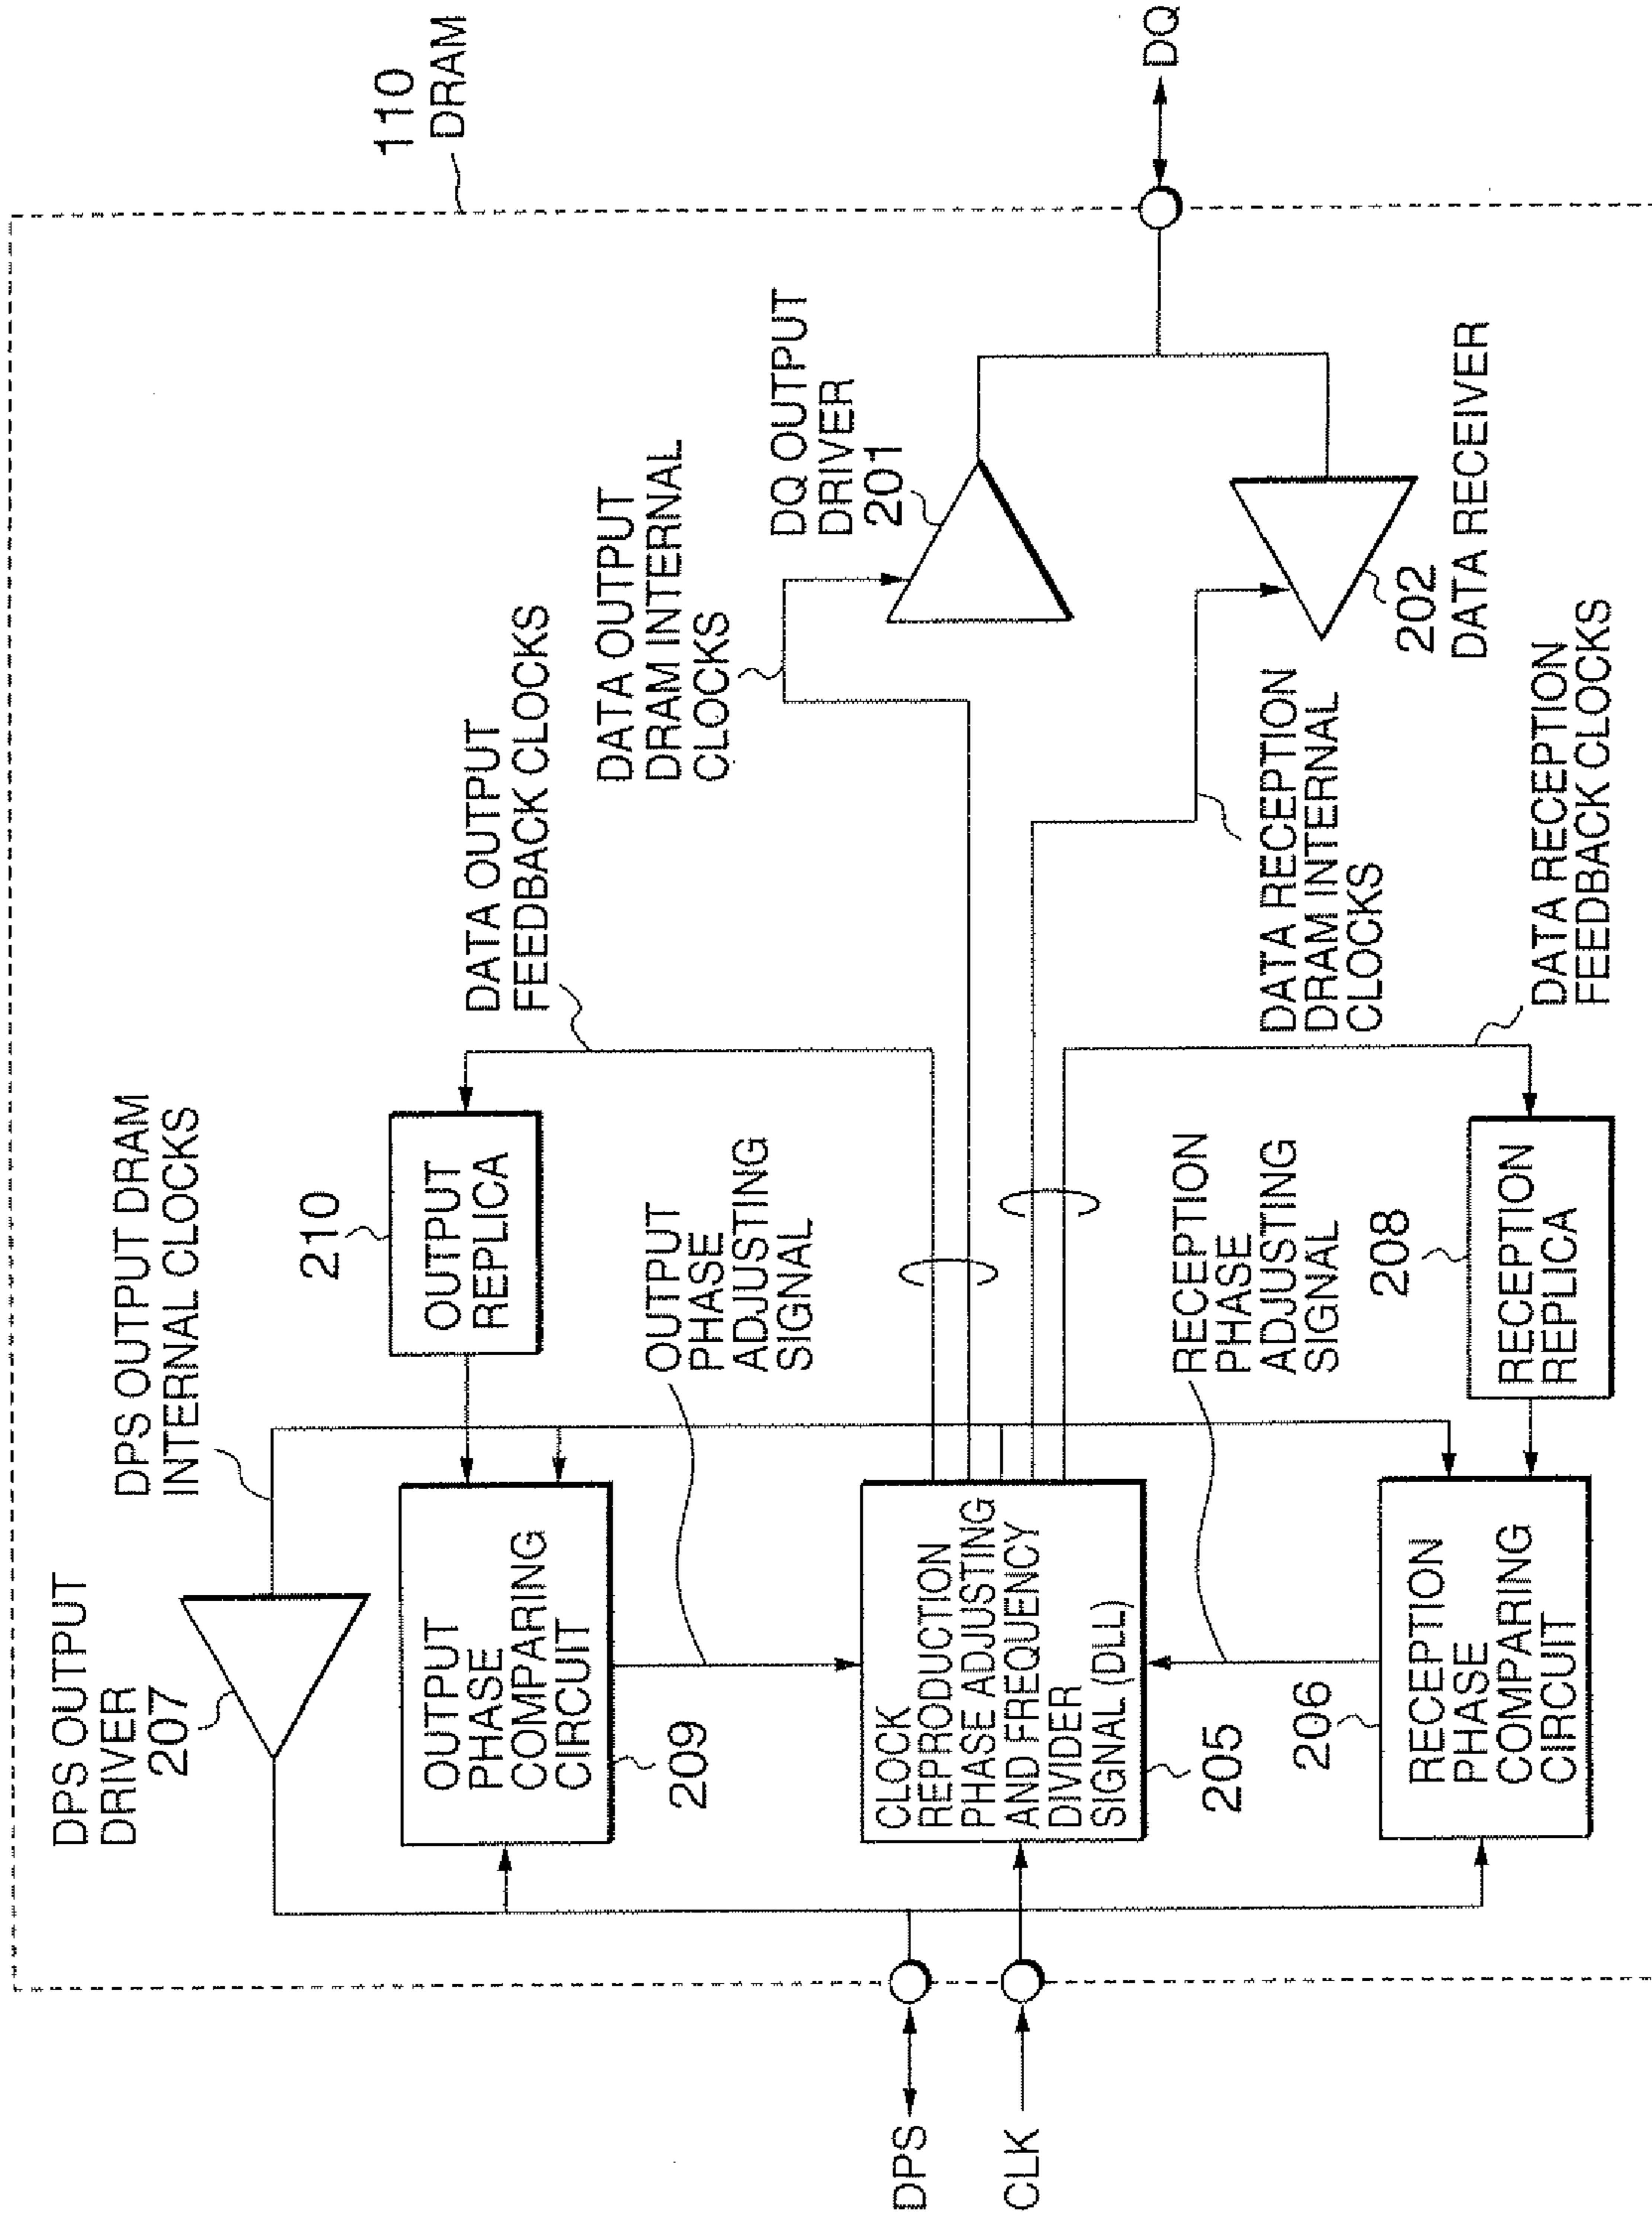 110
DRAM
DPS OUTPUT
DRIVER
207
DPS OUTPUT DRAM
INTERNAL CLOCKS
210
OUTPUT
REPLICA
DATA OUTPUT
FEEDBACK CLOCKS
DATA OUTPUT
DRAM INTERNAL
CLOCKS
DQ OUTPUT
DRIVER
201
OUTPUT
PHASE
COMPARING
CIRCUIT
209
OUTPUT
PHASE
ADJUSTING
SIGNAL
DPS
CLK
CLOCK
REPRODUCTION
PHASE ADJUSTING
AND FREQUENCY
DIVIDER
SIGNAL (DLL)
205
DQ
RECEPTION
PHASE
ADJUSTING
SIGNAL
DATA RECEPTION
DRAM INTERNAL
CLOCKS
202
DATA RECEIVER
206
RECEPTION
PHASE
COMPARING
CIRCUIT
208
RECEPTION
REPLICA
DATA RECEPTION
FEEDBACK CLOCKS